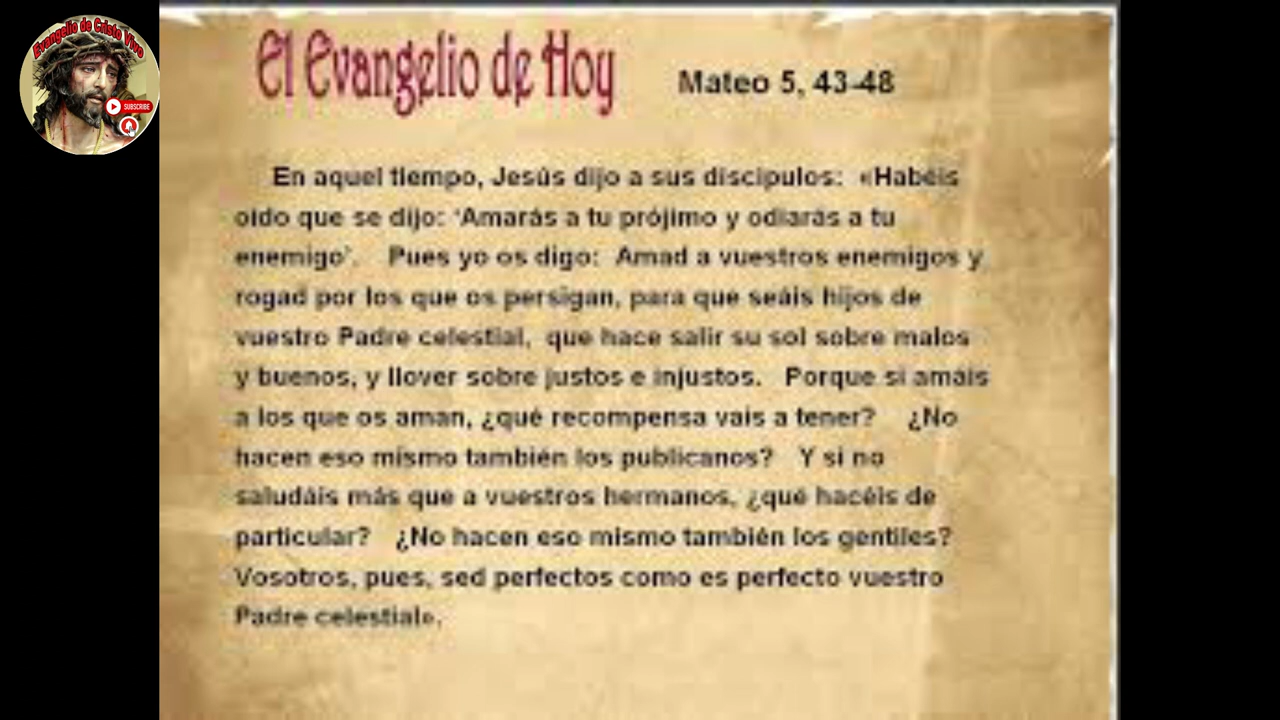 Evangelio de Cristo Vivo
SUBSCRIBE
El Evangelio de Hoy
Mateo 5, 43-48
En aquel tiempo, Jesús dijo a sus discípulos: «Habéis
oído que se dijo: ‘Amarás a tu prójimo y odiarás a tu
enemigo’. Pues yo os digo: Amad a vuestros enemigos y
rogad por los que os persigan, para que seáis hijos de
vuestro Padre celestial, que hace salir su sol sobre malos
y buenos, y llover sobre justos e injustos. Porque si amáis
a los que os aman, ¿qué recompensa vais a tener? ¿No
hacen eso mismo también los publicanos? Y si no
saludáis más que a vuestros hermanos, ¿qué hacéis de
particular? ¿No hacen eso mismo también los gentiles?
Vosotros, pues, sed perfectos como es perfecto vuestro
Padre celestial».